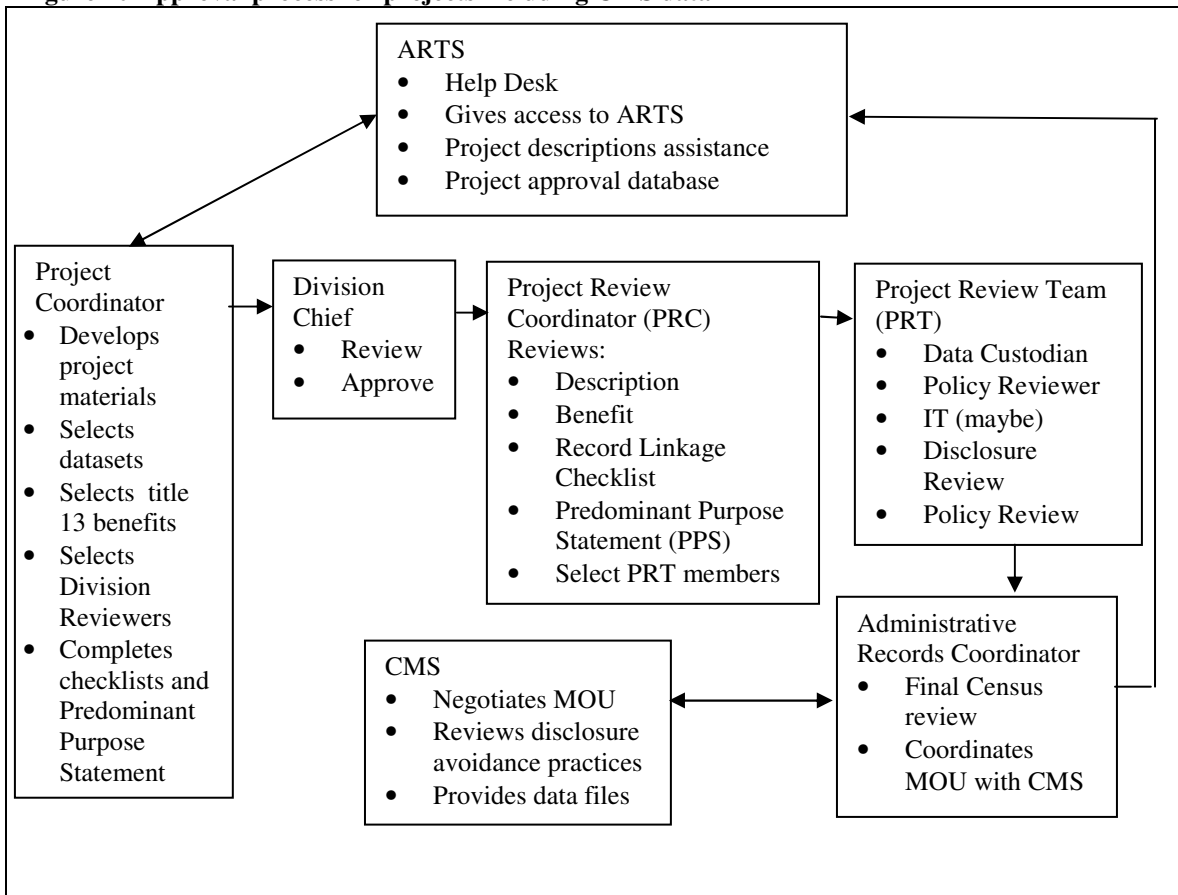 ARTS
• Help Desk
• Gives access to ARTS
• Project descriptions assistance
• Project approval database
Project
Coordinator
• Develops
project
materials
• Selects
datasets
• Selects title
13 benefits
• Selects
Division
Reviewers
• Completes
checklists and
Predominant
Purpose
Statement
Division
Chief
• Review
• Approve
Project Review
Coordinator (PRC)
Reviews:
• Description
• Benefit
• Record Linkage
Checklist
• Predominant Purpose
Statement (PPS)
• Select PRT members
Project Review Team
(PRT)
• Data Custodian
• Policy Reviewer
• IT (maybe)
• Disclosure
Review
• Policy Review
Administrative
Records Coordinator
• Final Census
review
• Coordinates
MOU with CMS
CMS
• Negotiates MOU
• Reviews disclosure
avoidance practices
• Provides data files